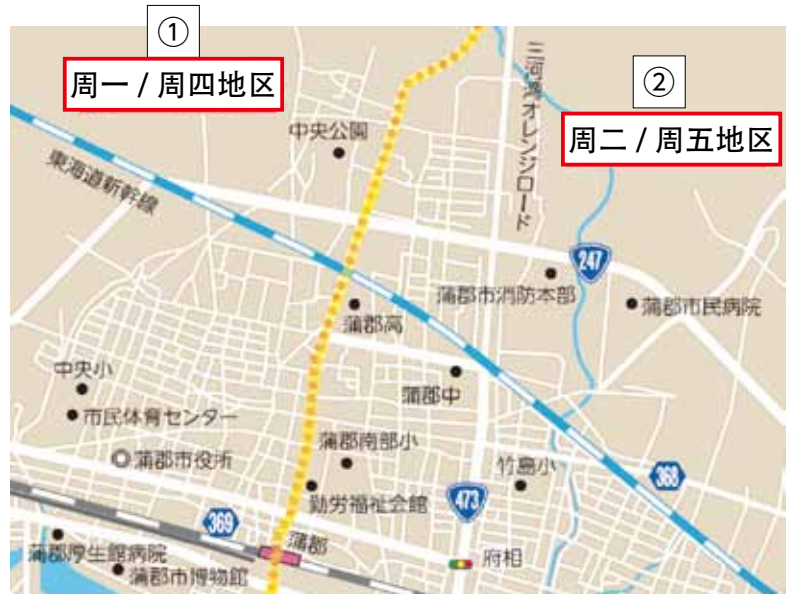 ①
周一 / 周四地区
②
周二 / 周五地区
中央公園
三河湾オレンジロード
東海道新幹線
247
蒲郡市消防本部
蒲郡市民病院
蒲郡高
中央小
蒲郡中
市民体育センター
蒲郡南部小
蒲郡市役所
竹島小
368
勤労福祉会館
473
369
蒲郡
府相
蒲郡厚生館病院
蒲郡市博物館